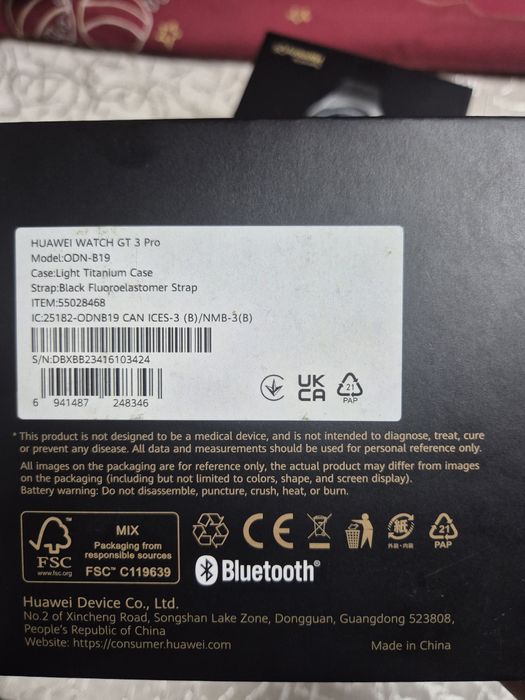 HUAWEI WATCH GT 3 Pro
Model:ODN-B19
Case:Light Titanium Case
Strap:Black Fluoroelastomer Strap
ITEM:55028468
IC:25182-ODNB19 CAN ICES-3 (B)/NMB-3(B)
S/N:DBXBB23416103424
6 941487 248346
UK
CA
21
PAP
* This product is not designed to be a medical device, and is not intended to diagnose, treat, cure
or prevent any disease. All data and measurements should be used for personal reference only.
All images on the packaging are for reference only, the actual product may differ from images
on the packaging (including but not limited to colors, shape, and screen display).
Battery warning: Do not disassemble, puncture, crush, heat, or burn.
FSC
www.fsc.org
MIX
Packaging from
responsible sources
FSC™ C119639
CE
紙
外箱・内箱
21
PAP
Bluetooth®
Huawei Device Co., Ltd.
No.2 of Xincheng Road, Songshan Lake Zone, Dongguan, Guangdong 523808,
People's Republic of China
Website: https://consumer.huawei.com
Made in China